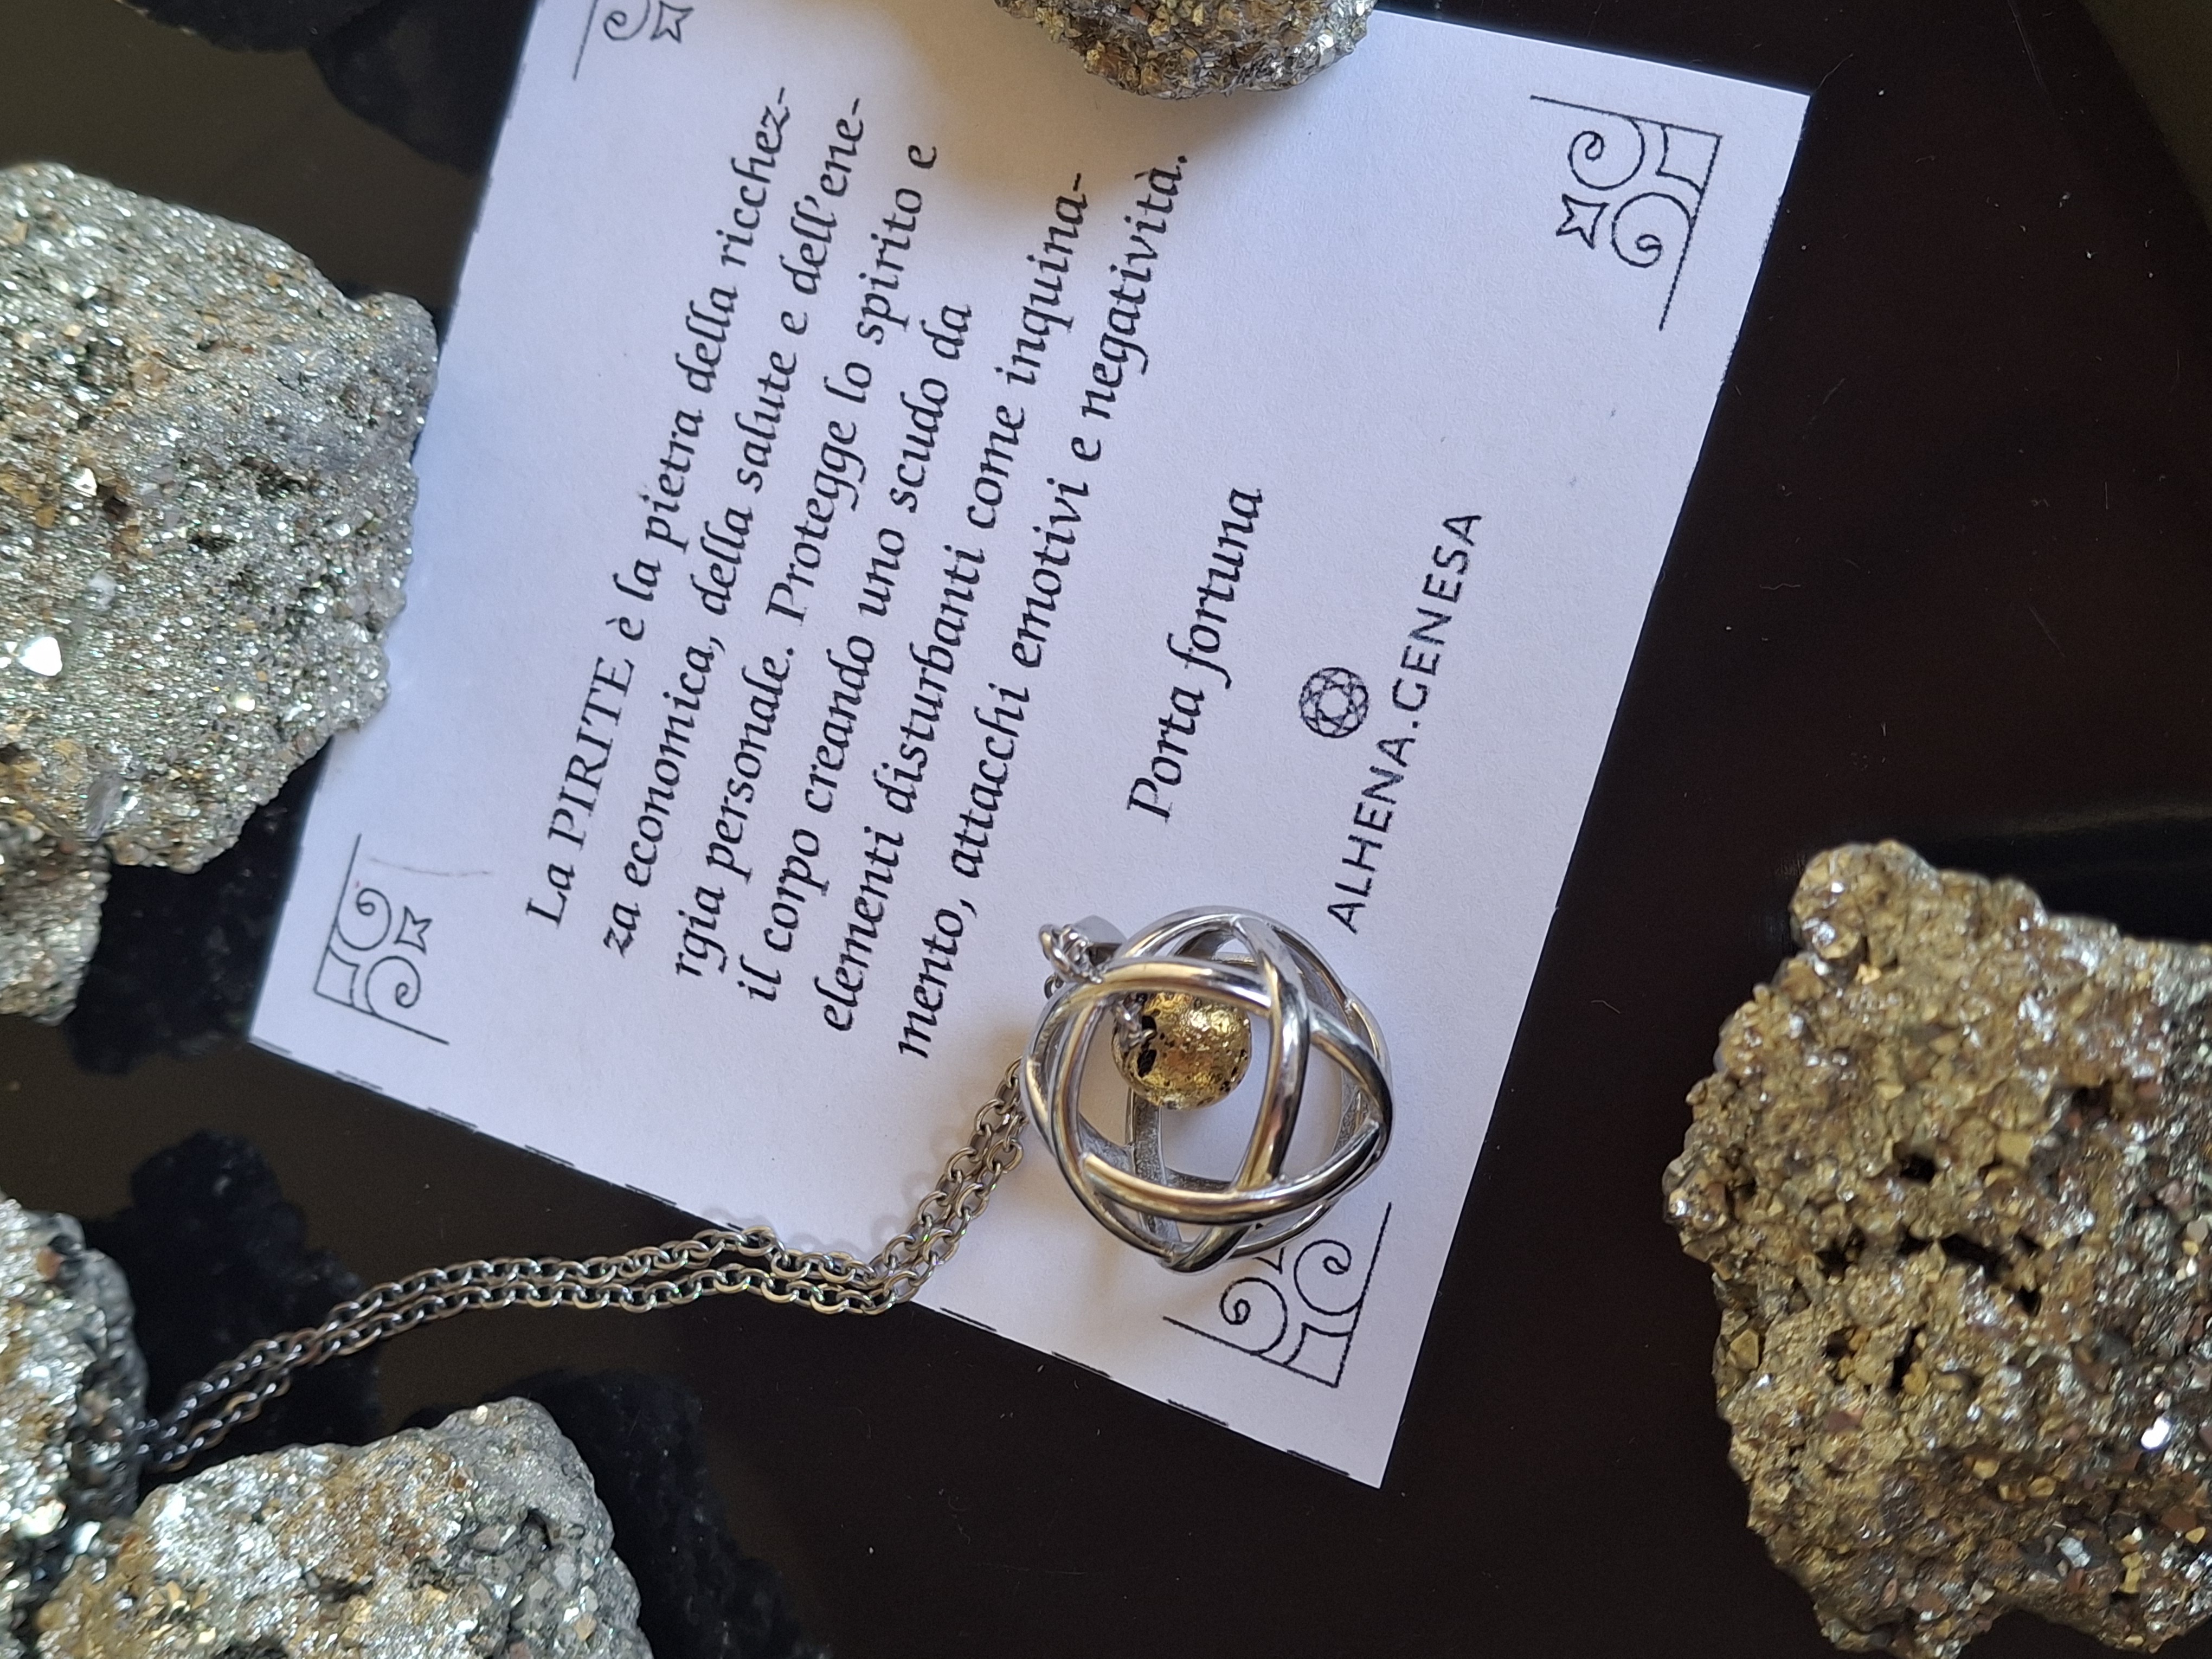 La PIRITE è la pietra della ricchez-
za economica, della salute e dell'ene-
rgia personale. Protegge lo spirito e
il corpo creando uno scudo da
elementi disturbanti come inquina-
mento, attacchi emotivi e negatività.
Porta fortuna
ALHENA.GENESA